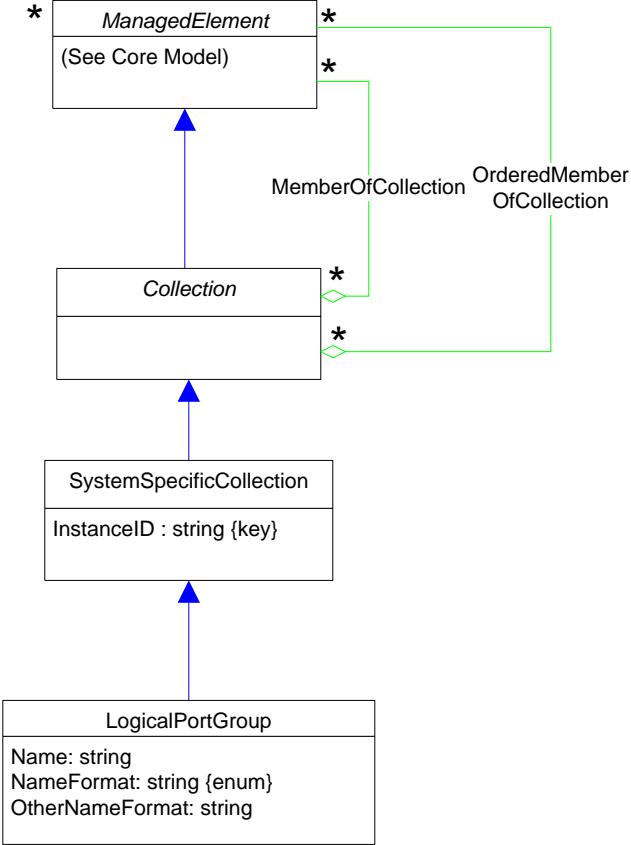 *
ManagedElement
*
(See Core Model)
*
MemberOfCollection
OrderedMember
OfCollection
Collection
*
*
SystemSpecificCollection
InstanceID : string {key}
LogicalPortGroup
Name: string
NameFormat: string {enum}
OtherNameFormat: string